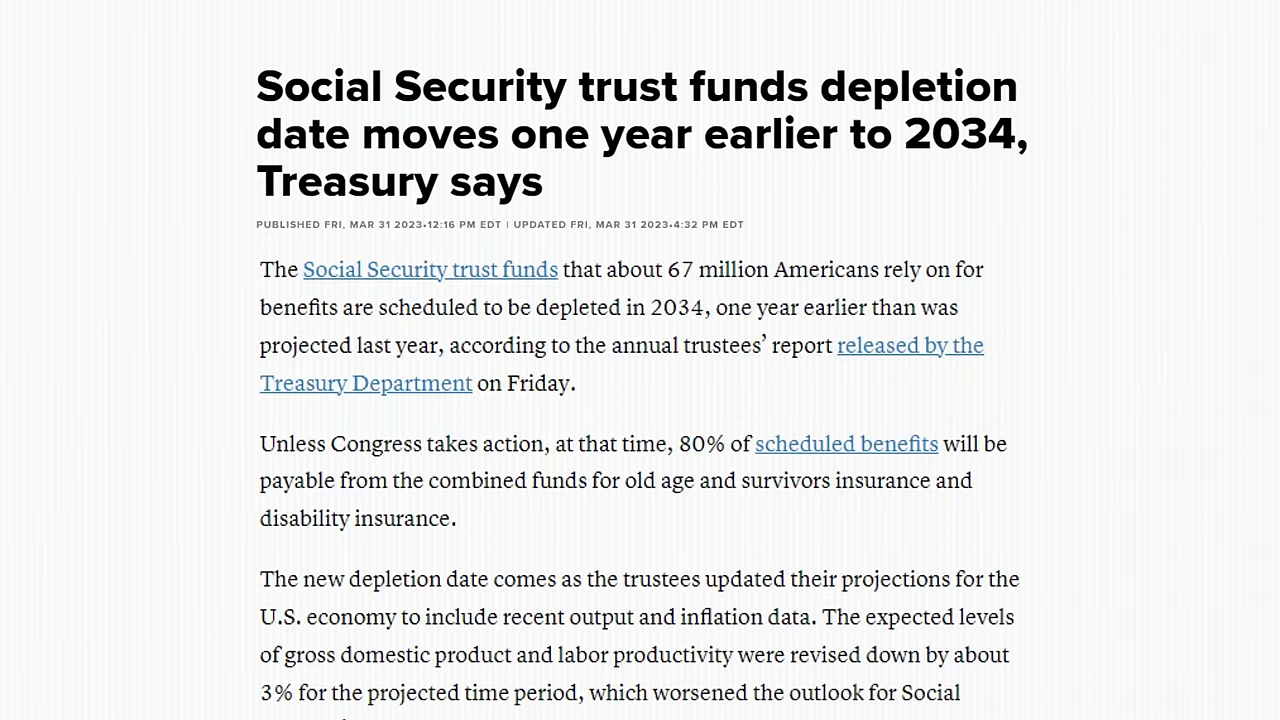 Social Security trust funds depletion
date moves one year earlier to 2034,
Treasury says
PUBLISHED FRI, MAR 31 2023•12:16 PM EDT | UPDATED FRI, MAR 31 2023•4:32 PM EDT
The Social Security trust funds that about 67 million Americans rely on for
benefits are scheduled to be depleted in 2034, one year earlier than was
projected last year, according to the annual trustees’ report released by the
Treasury Department on Friday.
Unless Congress takes action, at that time, 80% of scheduled benefits will be
payable from the combined funds for old age and survivors insurance and
disability insurance.
The new depletion date comes as the trustees updated their projections for the
U.S. economy to include recent output and inflation data. The expected levels
of gross domestic product and labor productivity were revised down by about
3% for the projected time period, which worsened the outlook for Social